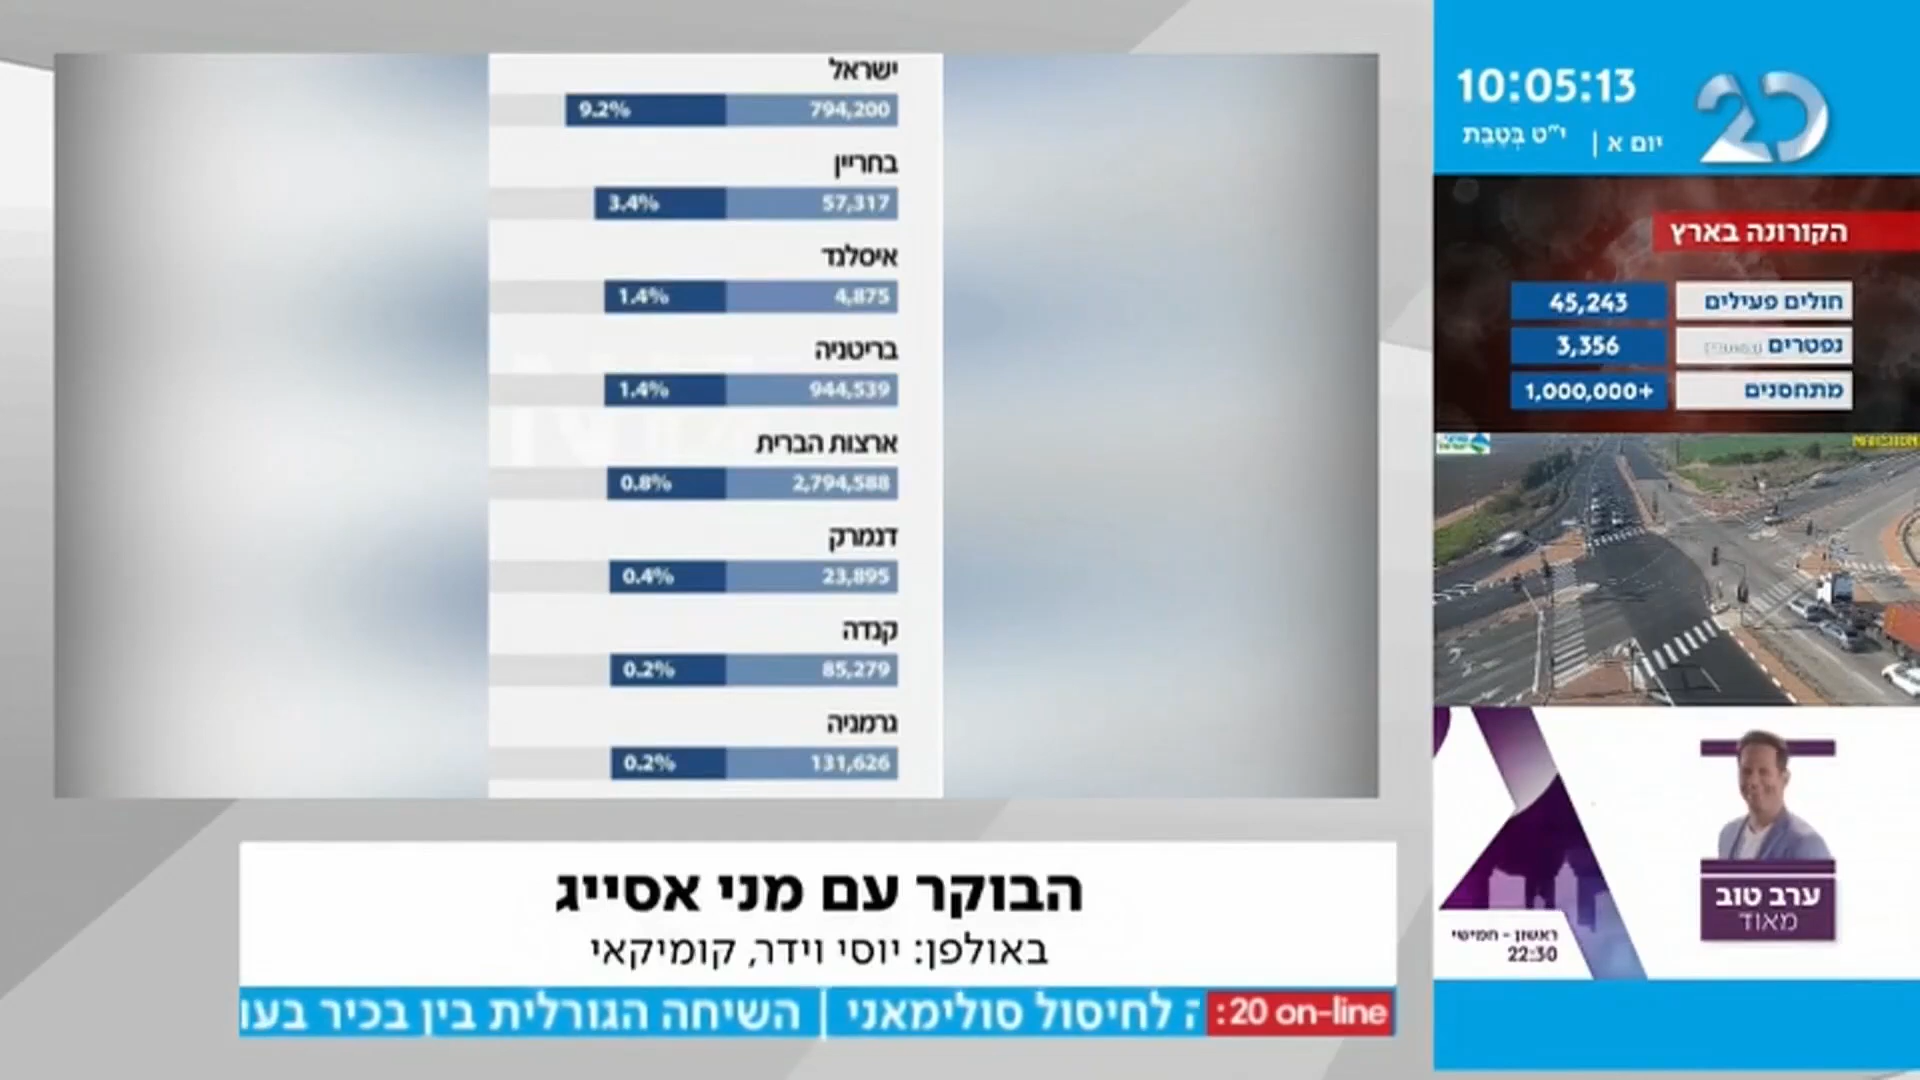 ישראל
794,200 9.2%
בחריין
57,317 3.4%
איסלנד
4,875 1.4%
בריטניה
944,539 1.4%
ארצות הברית
2,794,588 0.8%
דנמרק
23,895 0.4%
קנדה
85,279 0.2%
גרמניה
131,626 0.2%
הבוקר עם מני אסייג
באולפן: יוסי וידר, קומיקאי
20 on-line:
ה לחיסול סולימאני | השיחה הגורלית בין בכיר בעו
20
10:05:13
יום א | י"ט בְּטֵבֵת
הקורונה בארץ
חולים פעילים 45,243
נפטרים 3,356
מתחסנים 1,000,000+
ערב טוב
מאוד
ראשון - חמישי
22:30